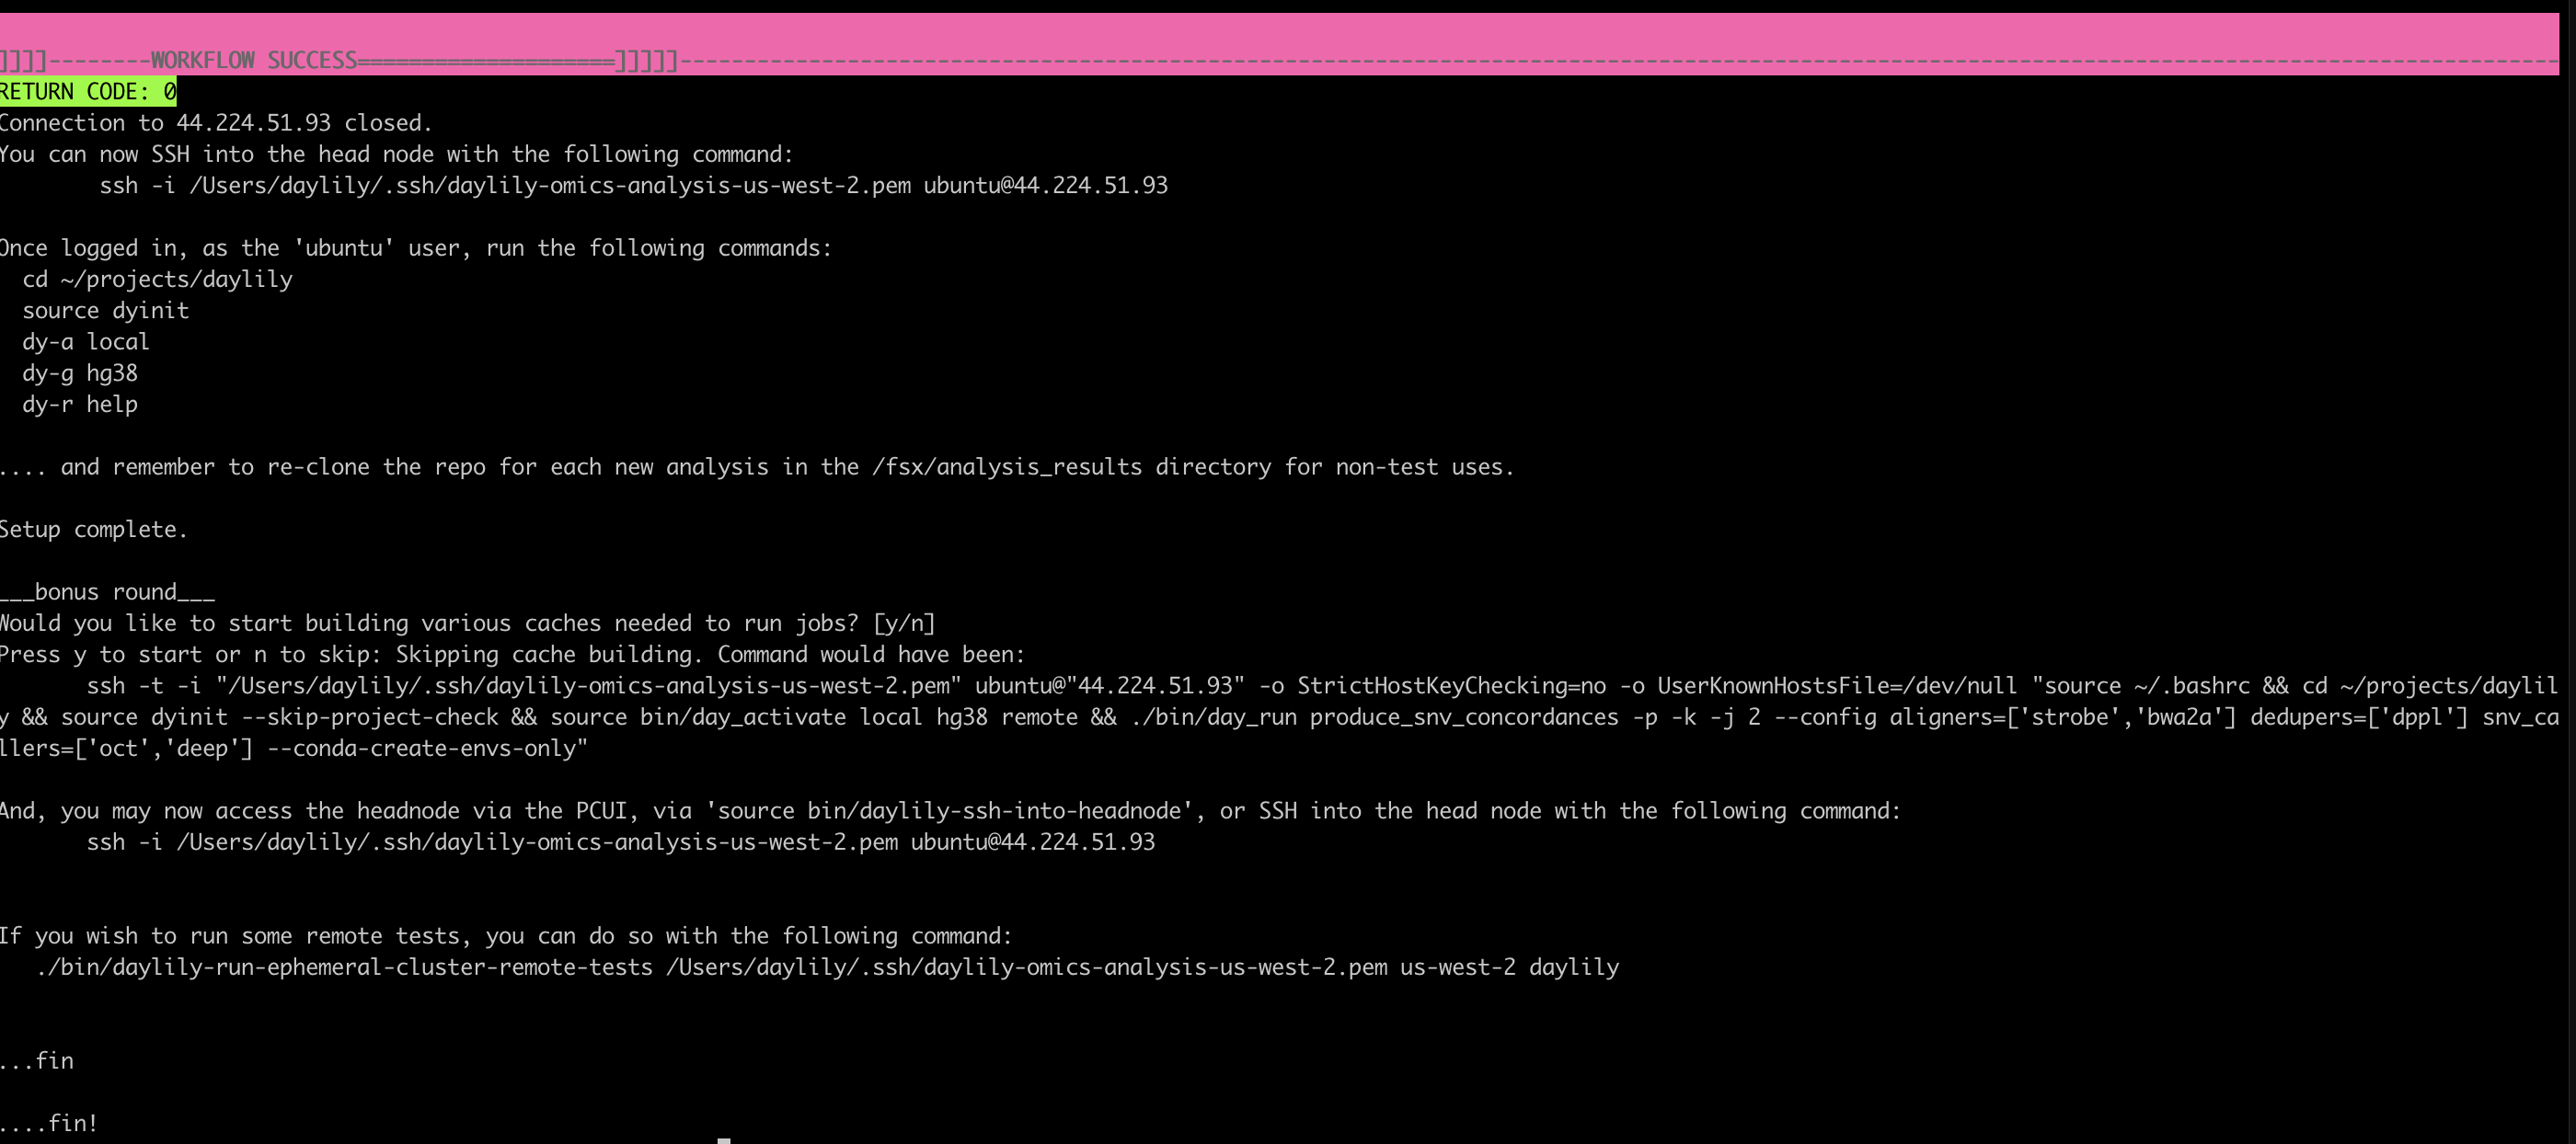 ]]]]--------WORKFLOW SUCCESS====================]]]]]---------------------------------------------------------------------------------------------------------------------------------------------------
RETURN CODE: 0
Connection to 44.224.51.93 closed.
You can now SSH into the head node with the following command:
        ssh -i /Users/daylily/.ssh/daylily-omics-analysis-us-west-2.pem ubuntu@44.224.51.93
Once logged in, as the 'ubuntu' user, run the following commands:
  cd ~/projects/daylily
  source dyinit
  dy-a local
  dy-g hg38
  dy-r help
.... and remember to re-clone the repo for each new analysis in the /fsx/analysis_results directory for non-test uses.
Setup complete.
___bonus round___
Would you like to start building various caches needed to run jobs? [y/n]
Press y to start or n to skip: Skipping cache building. Command would have been:
       ssh -t -i "/Users/daylily/.ssh/daylily-omics-analysis-us-west-2.pem" ubuntu@"44.224.51.93" -o StrictHostKeyChecking=no -o UserKnownHostsFile=/dev/null "source ~/.bashrc && cd ~/projects/daylil
y && source dyinit --skip-project-check && source bin/day_activate local hg38 remote && ./bin/day_run produce_snv_concordances -p -k -j 2 --config aligners=['strobe','bwa2a'] dedupers=['dppl'] snv_ca
llers=['oct','deep'] --conda-create-envs-only"
And, you may now access the headnode via the PCUI, via 'source bin/daylily-ssh-into-headnode', or SSH into the head node with the following command:
       ssh -i /Users/daylily/.ssh/daylily-omics-analysis-us-west-2.pem ubuntu@44.224.51.93
If you wish to run some remote tests, you can do so with the following command:
   ./bin/daylily-run-ephemeral-cluster-remote-tests /Users/daylily/.ssh/daylily-omics-analysis-us-west-2.pem us-west-2 daylily
...fin
....fin!